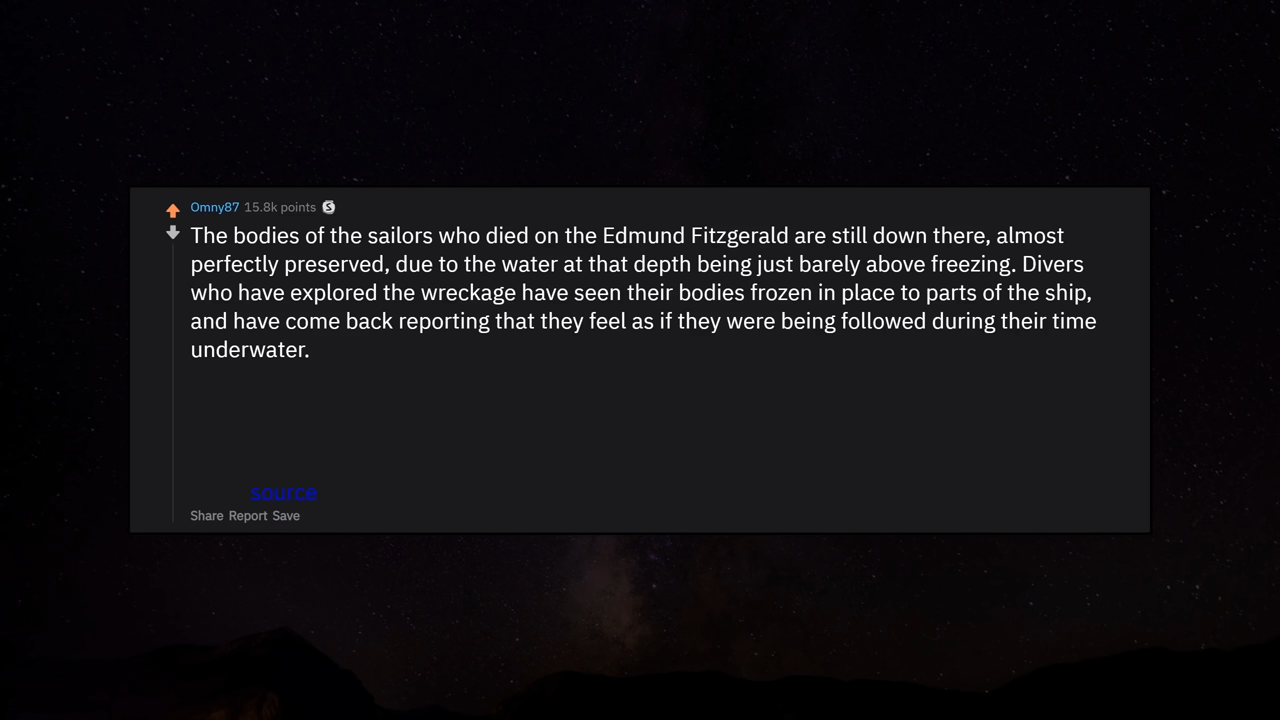 Omny87 15.8k points S
The bodies of the sailors who died on the Edmund Fitzgerald are still down there, almost
perfectly preserved, due to the water at that depth being just barely above freezing. Divers
who have explored the wreckage have seen their bodies frozen in place to parts of the ship,
and have come back reporting that they feel as if they were being followed during their time
underwater.
source
Share Report Save